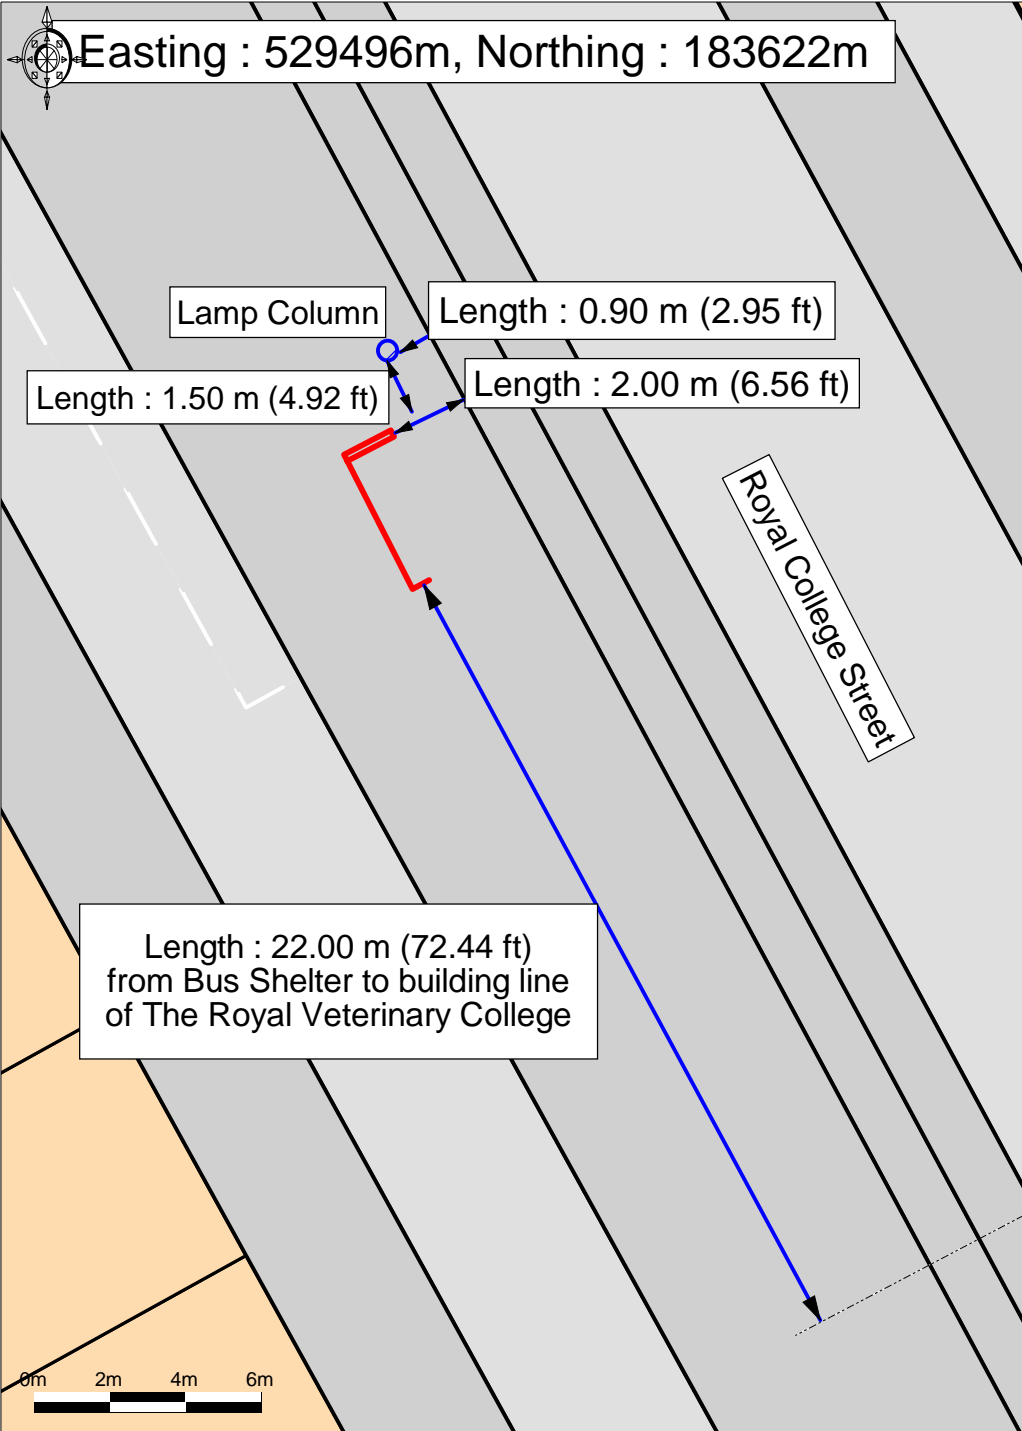 Easting : 529496m, Northing : 183622m
Lamp Column
Length : 0.90 m (2.95 ft)
Length : 1.50 m (4.92 ft)
Length : 2.00 m (6.56 ft)
Royal College Street
Length : 22.00 m (72.44 ft)
from Bus Shelter to building line
of The Royal Veterinary College
0m 2m 4m 6m